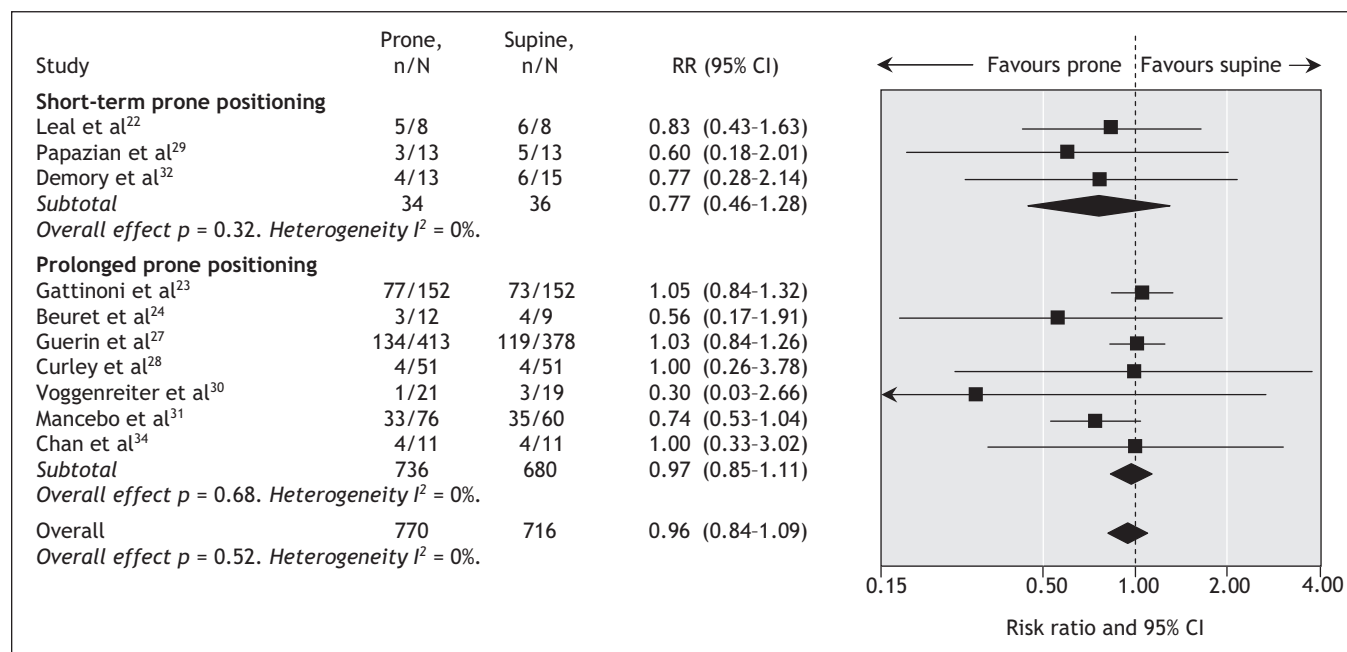 Prone, Supine,
Study n/N n/N RR (95% CI) Favours prone Favours supine
Short-term prone positioning
Leal et al22 5/8 6/8 0.83 (0.43–1.63)
Papazian et al29 3/13 5/13 0.60 (0.18–2.01)
Demory et al32 4/13 6/15 0.77 (0.28–2.14)
Subtotal 34 36 0.77 (0.46–1.28)
Overall effect p = 0.32. Heterogeneity I2 = 0%.
Prolonged prone positioning
Gattinoni et al23 77/152 73/152 1.05 (0.84–1.32)
Beuret et al24 3/12 4/9 0.56 (0.17–1.91)
Guerin et al27 134/413 119/378 1.03 (0.84–1.26)
Curley et al28 4/51 4/51 1.00 (0.26–3.78)
Voggenreiter et al30 1/21 3/19 0.30 (0.03–2.66)
Mancebo et al31 33/76 35/60 0.74 (0.53–1.04)
Chan et al34 4/11 4/11 1.00 (0.33–3.02)
Subtotal 736 680 0.97 (0.85–1.11)
Overall effect p = 0.68. Heterogeneity I2 = 0%.
Overall 770 716 0.96 (0.84–1.09)
Overall effect p = 0.52. Heterogeneity I2 = 0%.
0.15 0.50 1.00 2.00 4.00
Risk ratio and 95% CI